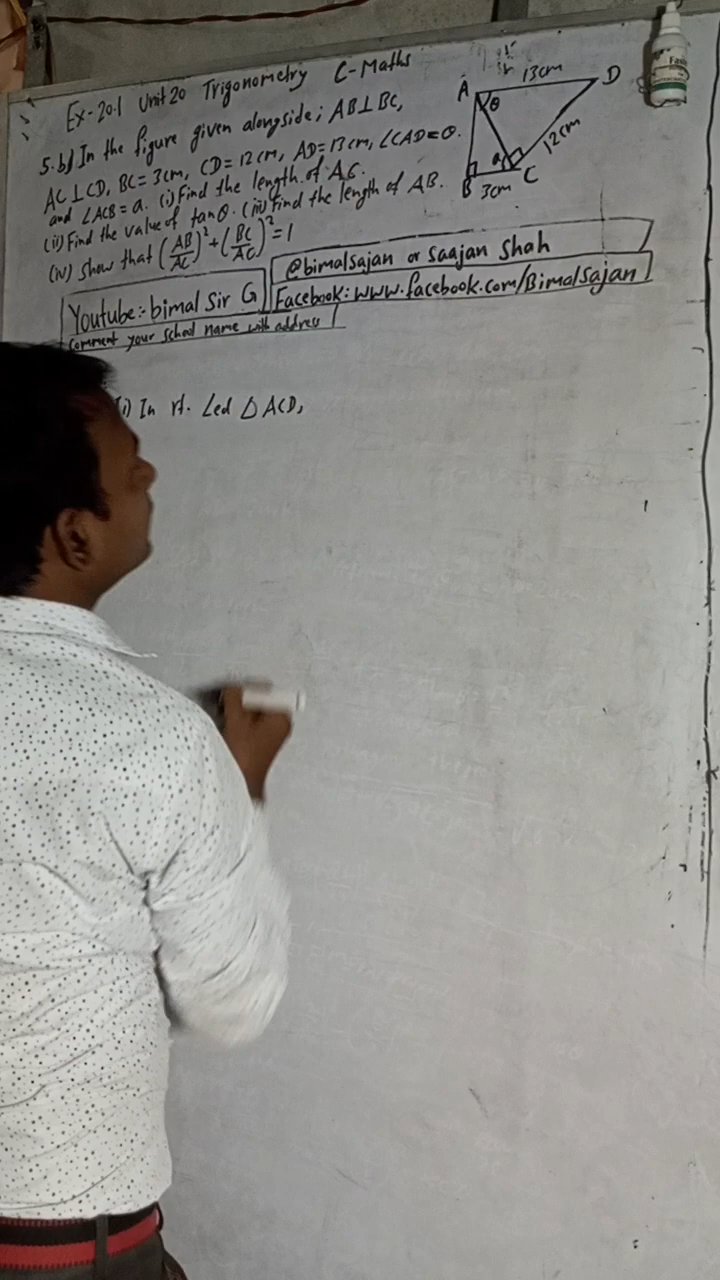 Ex-20.1 Unit 20 Trigonometry C-Maths
5.b) In the figure given alongside; AB⊥BC,
AC⊥CD, BC=3cm, CD=12cm, AD=13cm, ∠CAD=θ.
and ∠ACB=a. (i) Find the length of AC.
(ii) Find the value of tanθ. (iii) Find the length of AB.
(iv) Show that (AB/AC)²+(BC/AC)²=1
A
13cm
D
θ
12cm
a
B
3cm
C
@bimalsajan or Saajan Shah
Youtube:- bimal Sir G
Facebook: www.facebook.com/BimalSajan
Comment your school name with address
i) In rt. ∠ed △ACD,